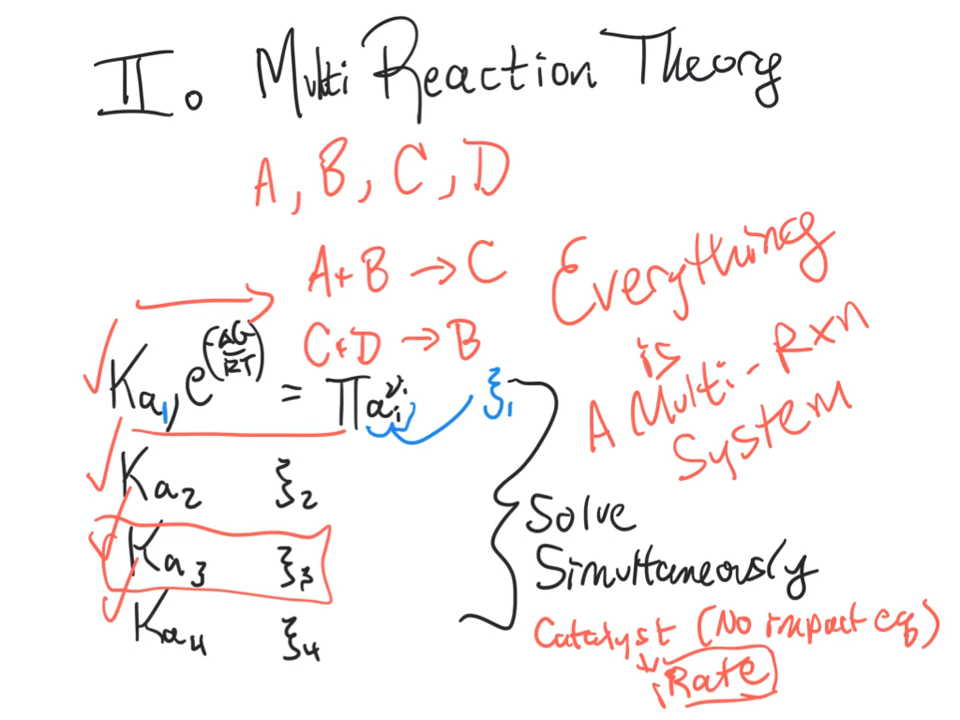 II. Multi Reaction Theory
A, B, C, D
A + B → C
C + D → B
Everything
is
A Multi-Rxn
System
Ka₁, e^(-ΔG/RT) = Πaᵢ^νᵢ ξ₁
Ka₂ ξ₂
Ka₃ ξ₃
Ka₄ ξ₄
Solve
Simultaneously
Catalyst (No impact eq)
↓ Rate